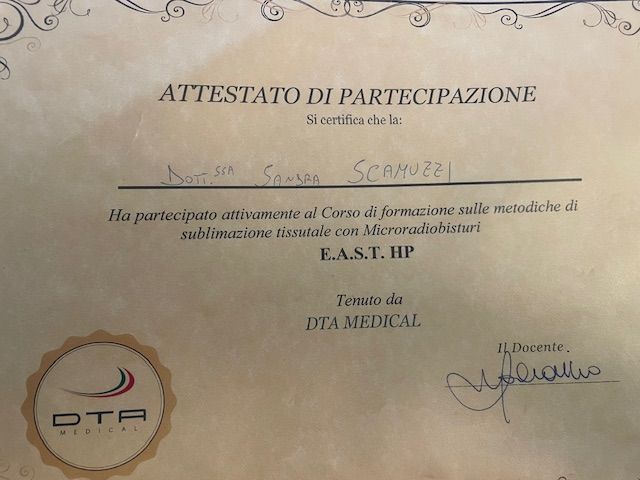 ATTESTATO DI PARTECIPAZIONE
Si certifica che la:
Dott.ssa Sandra Scamuzzi
Ha partecipato attivamente al Corso di formazione sulle metodiche di
sublimazione tissutale con Microradiobisturi
E.A.S.T. HP
Tenuto da
DTA MEDICAL
Il Docente
DTA
MEDICAL